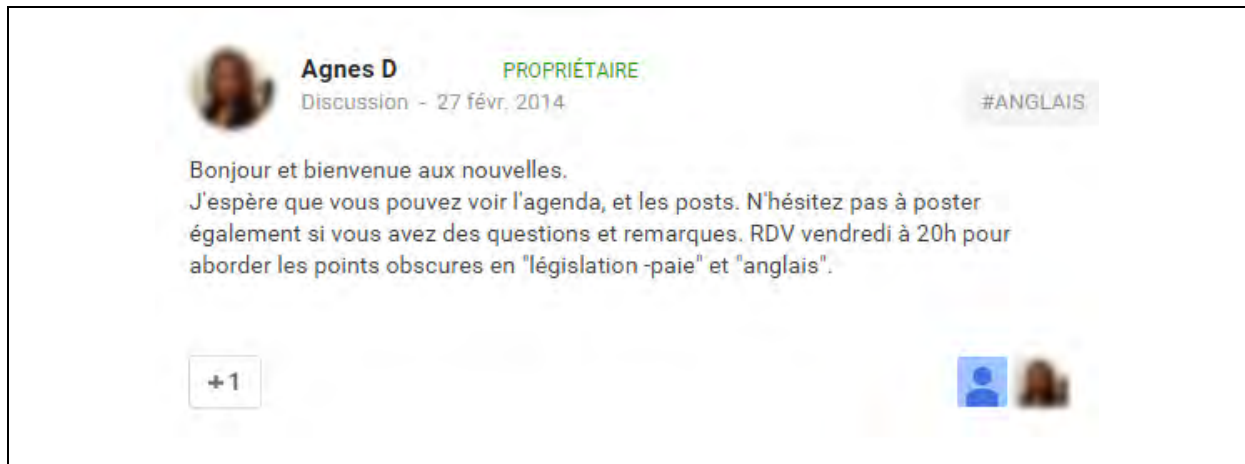 Agnes D PROPRIÉTAIRE
Discussion - 27 févr. 2014
#ANGLAIS
Bonjour et bienvenue aux nouvelles.
J'espère que vous pouvez voir l'agenda, et les posts. N'hésitez pas à poster
également si vous avez des questions et remarques. RDV vendredi à 20h pour
aborder les points obscures en "législation -paie" et "anglais".
+1